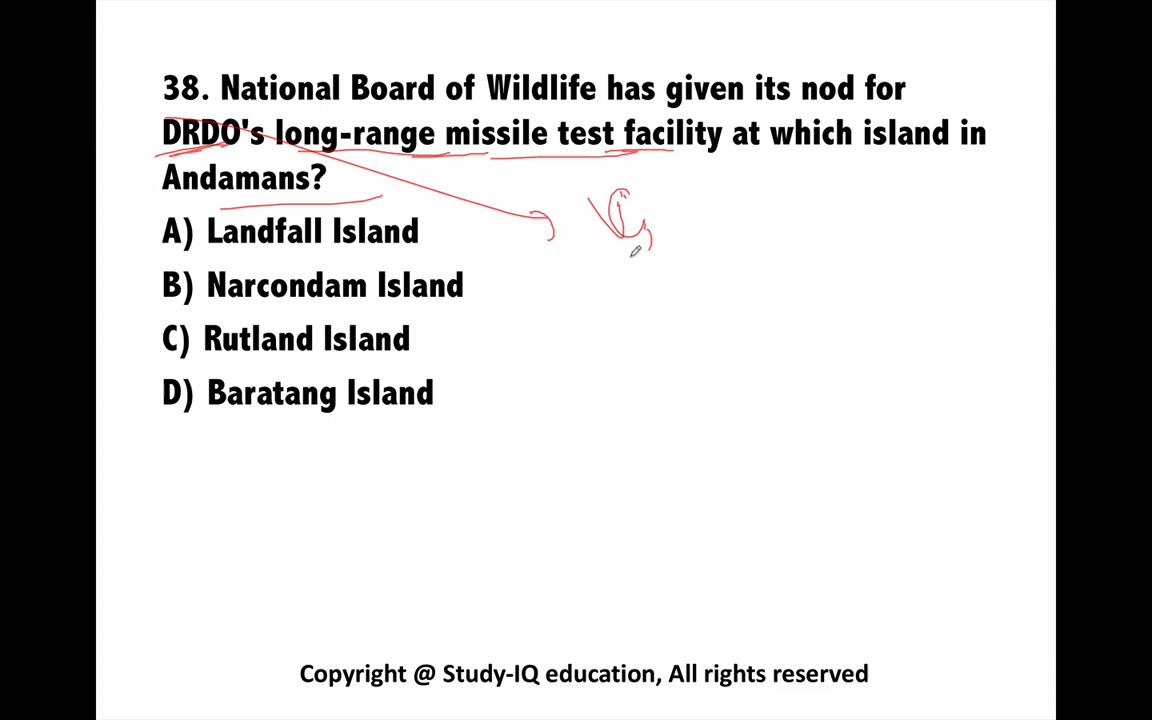 38. National Board of Wildlife has given its nod for
DRDO's long-range missile test facility at which island in
Andamans?
A) Landfall Island
B) Narcondam Island
C) Rutland Island
D) Baratang Island
Copyright @ Study-IQ education, All rights reserved